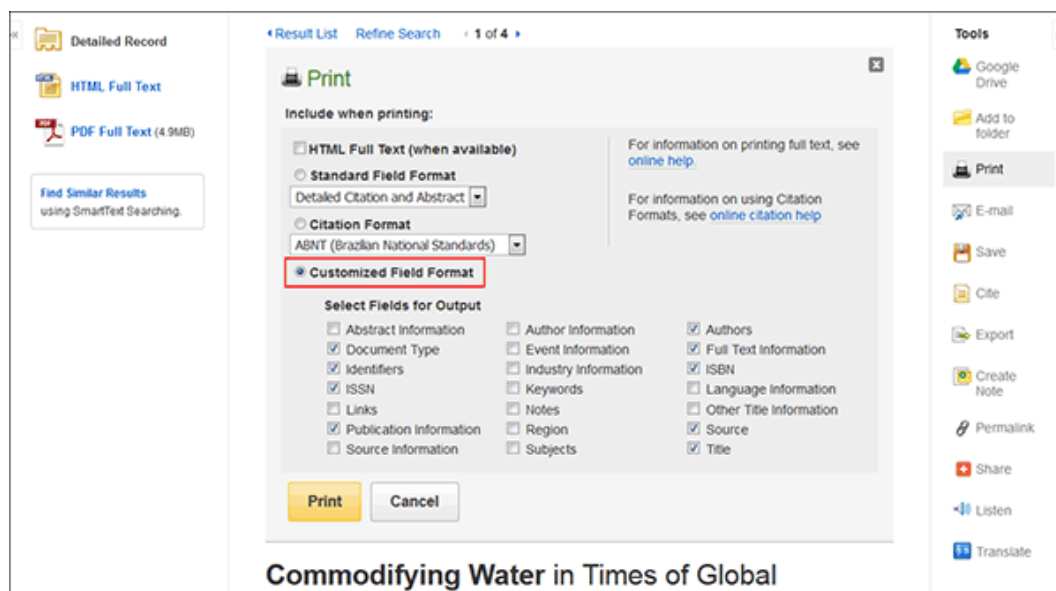 Detailed Record
HTML Full Text
PDF Full Text (4.9MB)
Find Similar Results
using SmartText Searching.
Result List Refine Search 1 of 4
Print
Include when printing:
HTML Full Text (when available)
Standard Field Format
Detailed Citation and Abstract
Citation Format
ABNT (Brazilian National Standards)
Customized Field Format
For information on printing full text, see
online help.
For information on using Citation
Formats, see online citation help
Select Fields for Output
Abstract Information Author Information Authors
Document Type Event Information Full Text Information
Identifiers Industry Information ISBN
ISSN Keywords Language Information
Links Notes Other Title Information
Publication Information Region Source
Source Information Subjects Title
Print Cancel
Commodifying Water in Times of Global
Tools
Google
Drive
Add to
folder
Print
E-mail
Save
Cite
Export
Create
Note
Permalink
Share
Listen
Translate